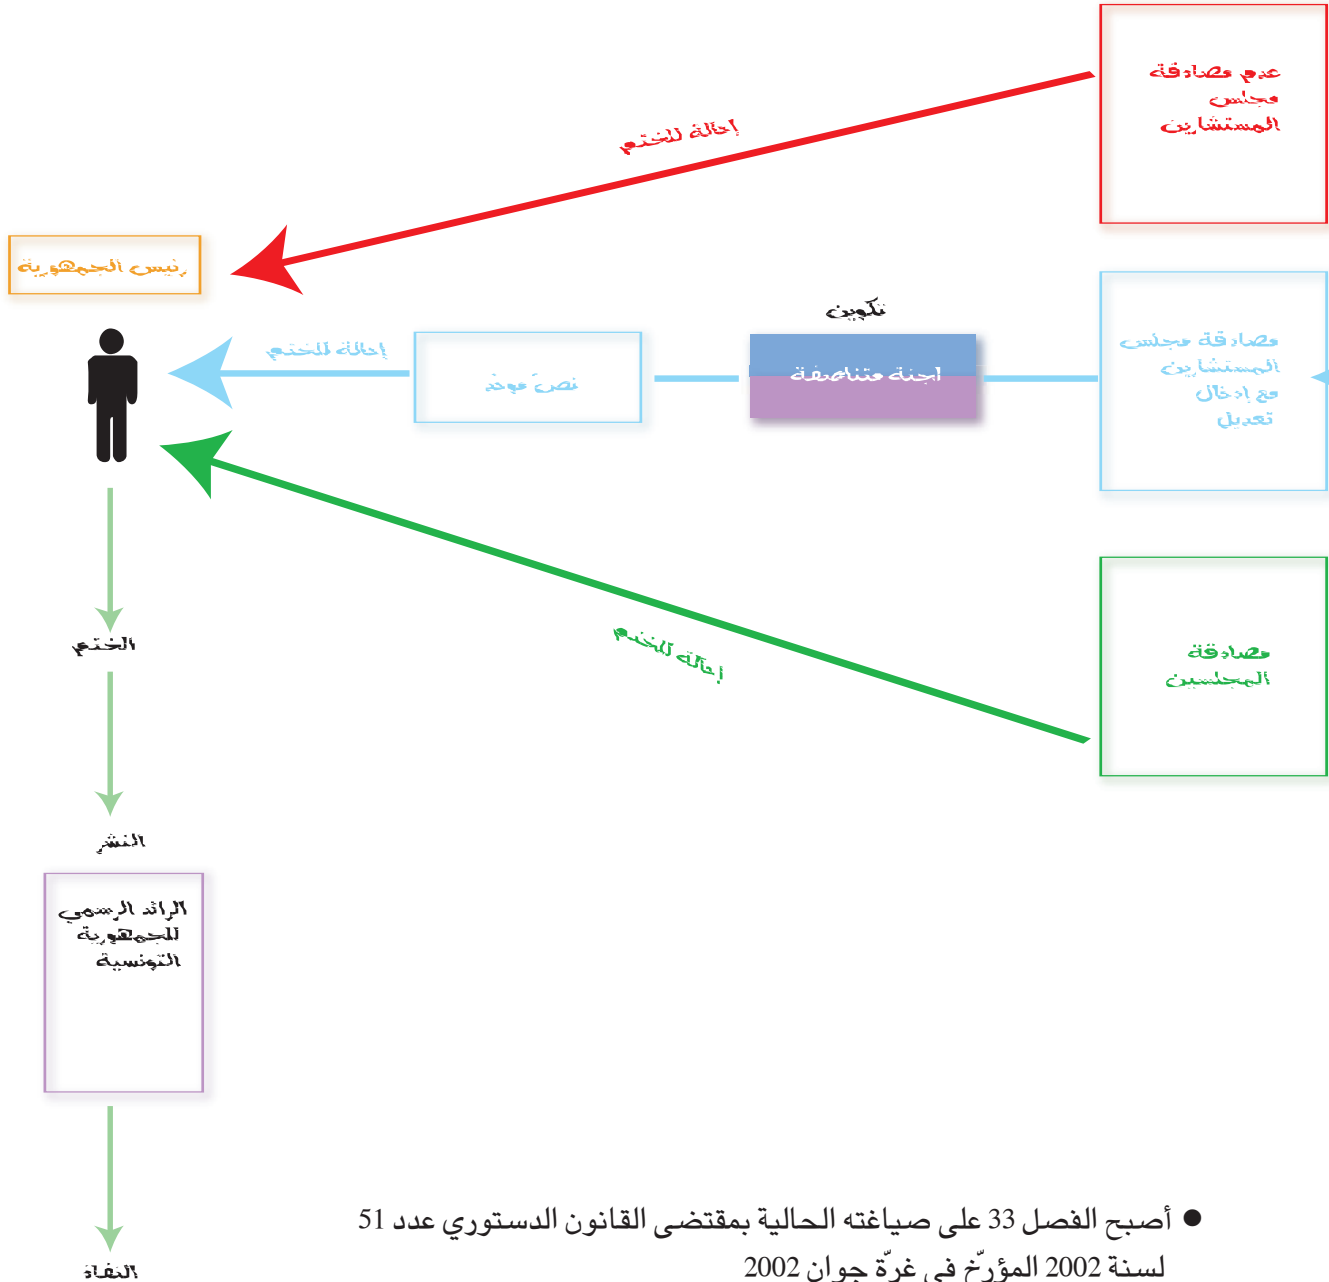 عدم مصادقة
مجلس
المستشارين
إحالة للختم
رئيس الجمهورية
تكوين
مصادقة مجلس
المستشارين
مع إدخال
تعديل
لجنة متناصفة
نصّ موحّد
إحالة للختم
مصادقة
المجلسين
أحالة للختم
الختم
النشر
الرائد الرسمي
للجمهورية
التونسية
النفاذ
● أصبح الفصل 33 على صياغته الحالية بمقتضى القانون الدستوري عدد 51
لسنة 2002 المؤرّخ في غرّة جوان 2002